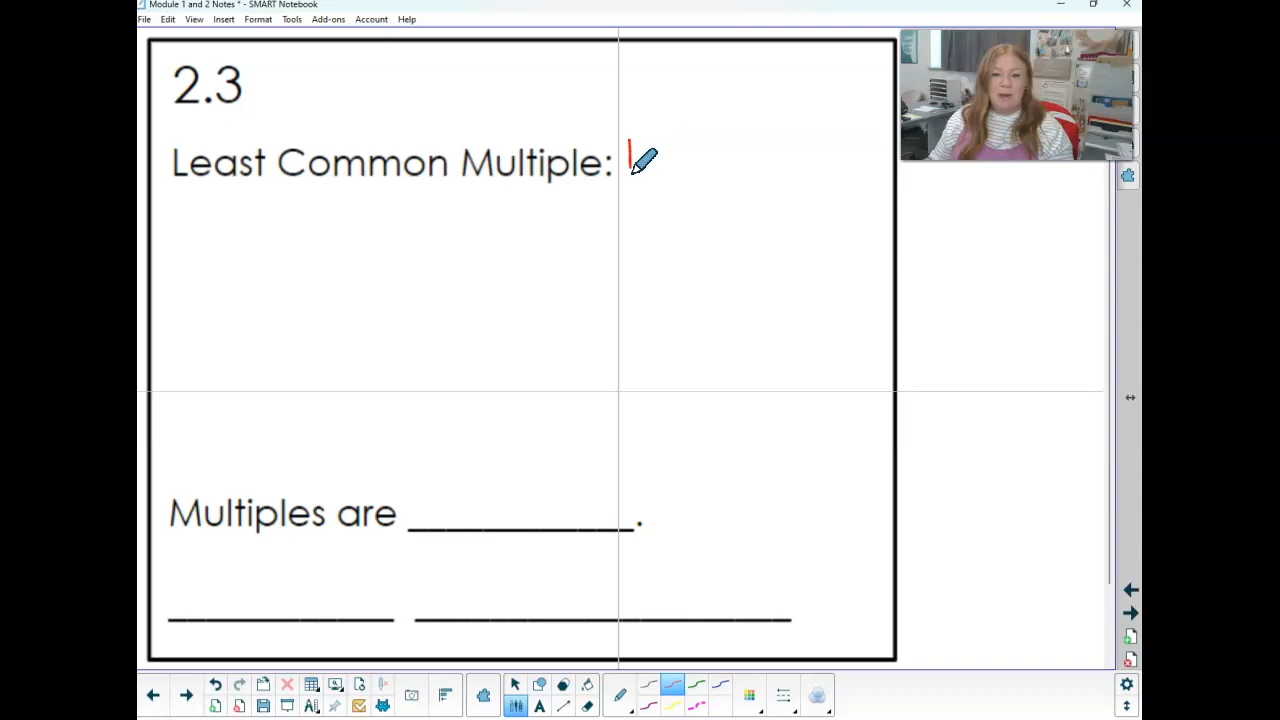 Module 1 and 2 Notes * - SMART Notebook
File Edit View Insert Format Tools Add-ons Account Help
2.3
Least Common Multiple:
Multiples are ____________.
____________ ____________________